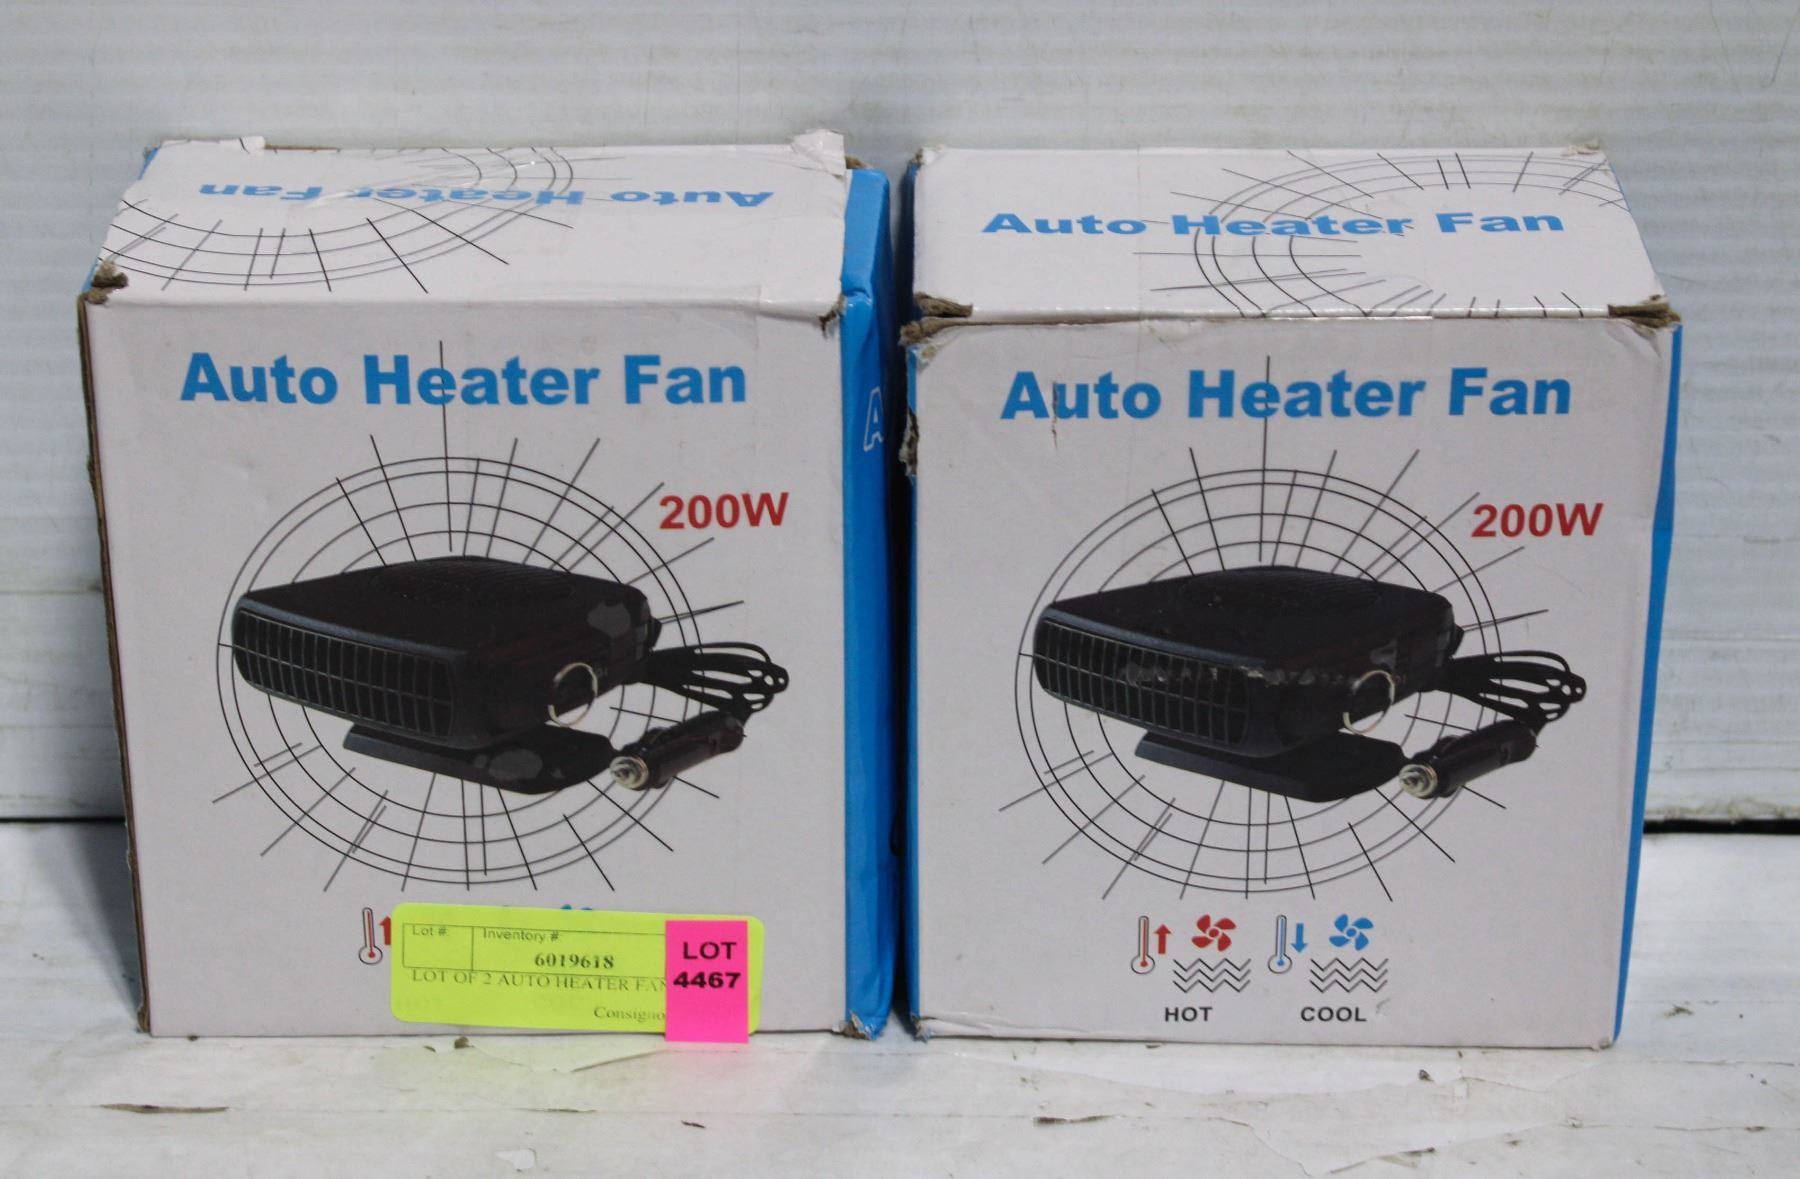 Auto Heater Fan
Auto Heater Fan
200W
A
Lot #:
Inventory #:
6019618
LOT OF 2 AUTO HEATER FAN
LOT
4467
Auto Heater Fan
Auto Heater Fan
200W
HOT
COOL